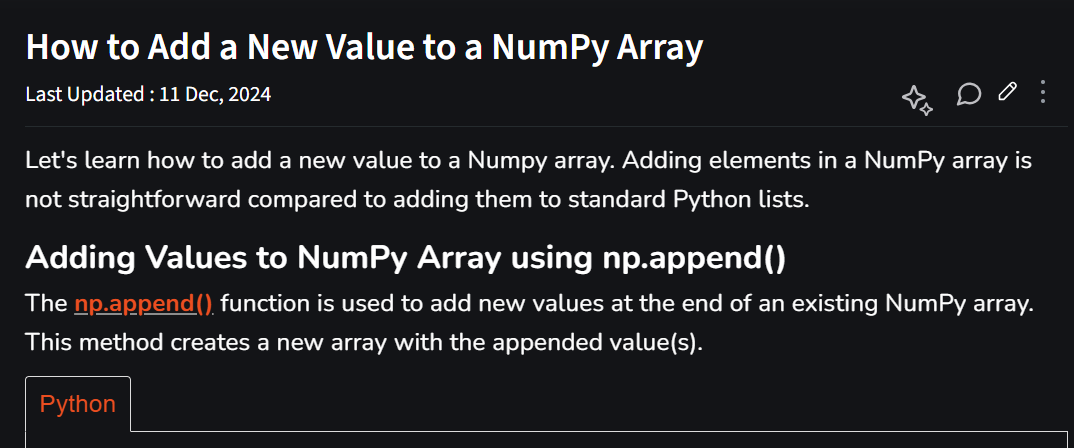 How to Add a New Value to a NumPy Array
Last Updated : 11 Dec, 2024
Let's learn how to add a new value to a Numpy array. Adding elements in a NumPy array is
not straightforward compared to adding them to standard Python lists.
Adding Values to NumPy Array using np.append()
The np.append() function is used to add new values at the end of an existing NumPy array.
This method creates a new array with the appended value(s).
Python